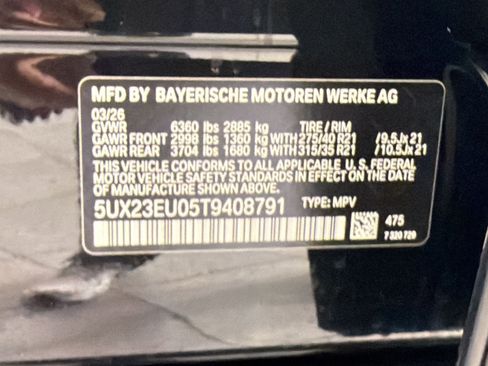 MFD BY BAYERISCHE MOTOREN WERKE AG
03/26
GVWR 6360 lbs 2885 kg TIRE / RIM
GAWR FRONT 2998 lbs 1360 kg WITH 275/40 R21 / 9.5Jx21
GAWR REAR 3704 lbs 1680 kg WITH 315/35 R21 / 10.5Jx21
THIS VEHICLE CONFORMS TO ALL APPLICABLE U. S. FEDERAL
MOTOR VEHICLE SAFETY STANDARDS IN EFFECT ON THE DATE
OF MANUFACTURE SHOWN ABOVE.
5UX23EU05T9408791 TYPE: MPV
475
7 320 729